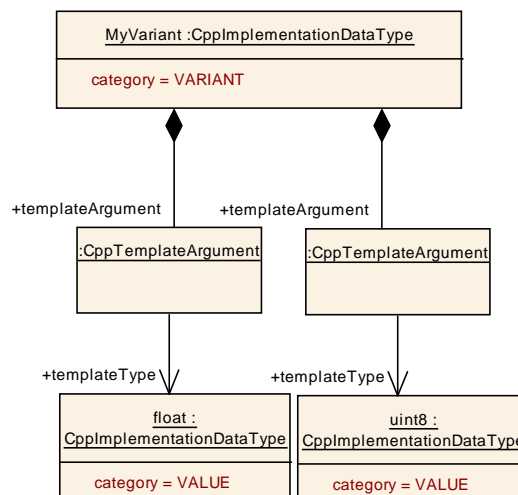 MyVariant :CppImplementationDataType
category = VARIANT
+templateArgument
+templateArgument
:CppTemplateArgument
:CppTemplateArgument
+templateType
+templateType
float :
CppImplementationDataType
category = VALUE
uint8 :
CppImplementationDataType
category = VALUE